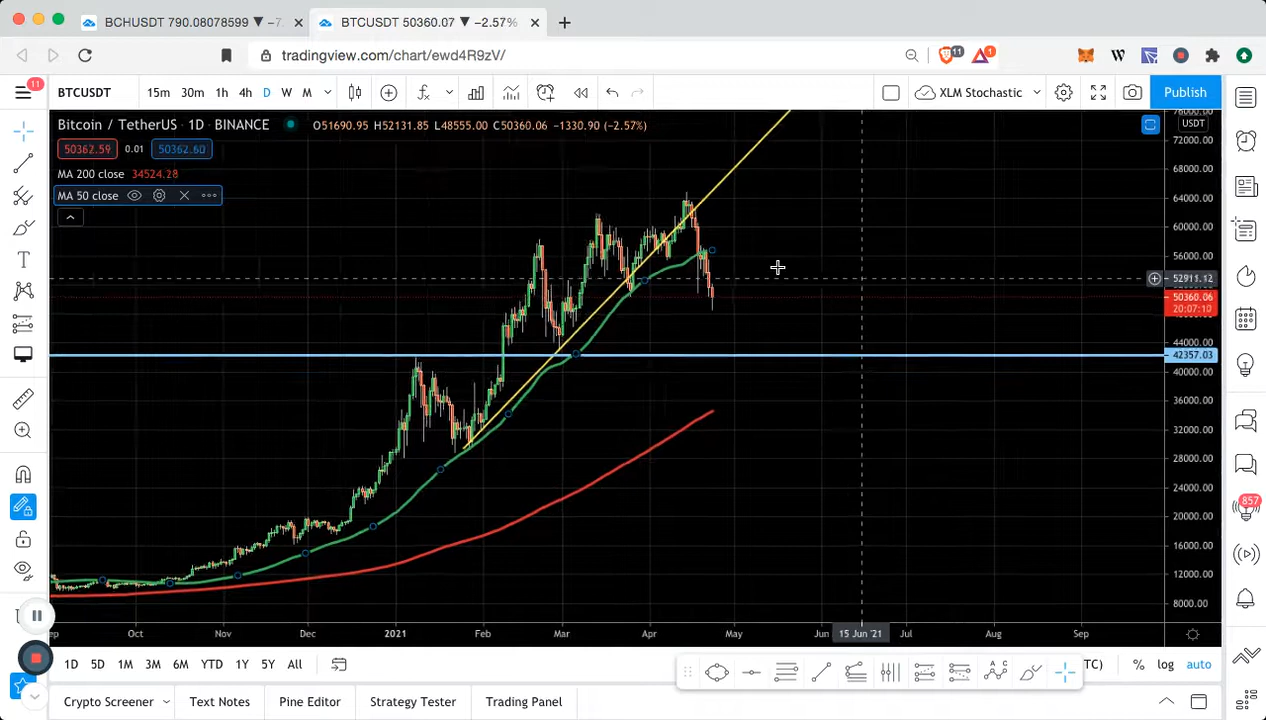 BCHUSDT 790.08078599 ▼ −7
BTCUSDT 50360.07 ▼ −2.57%
tradingview.com/chart/ewd4R9zV/
11
1
W
11
BTCUSDT
15m 30m 1h 4h D W M
XLM Stochastic
Publish
Bitcoin / TetherUS · 1D · BINANCE
O51690.95 H52131.85 L48555.00 C50360.06 −1330.90 (−2.57%)
50362.59 0.01 50362.60
MA 200 close 34524.28
MA 50 close
USDT
72000.00
68000.00
64000.00
60000.00
56000.00
52911.12
50360.06
20:07:10
44000.00
42357.03
40000.00
36000.00
32000.00
28000.00
24000.00
20000.00
16000.00
12000.00
8000.00
857
Oct Nov Dec 2021 Feb Mar Apr May Jun 15 Jun '21 Jul Aug Sep
1D 5D 1M 3M 6M YTD 1Y 5Y All
% log auto
Crypto Screener Text Notes Pine Editor Strategy Tester Trading Panel